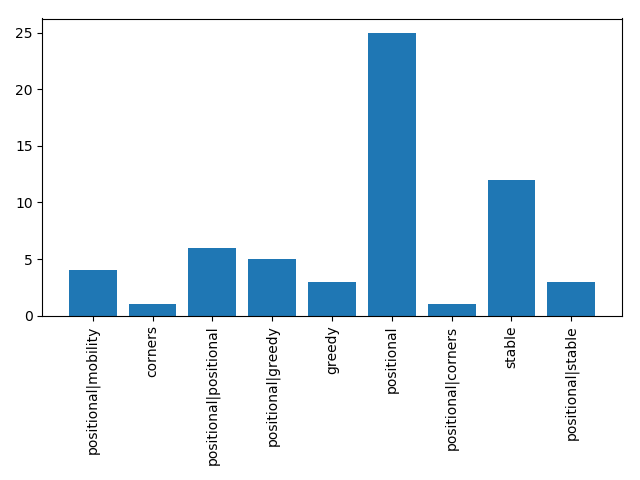 25
20
15
10
5
0
positional|mobility
corners
positional|positional
positional|greedy
greedy
positional
positional|corners
stable
positional|stable